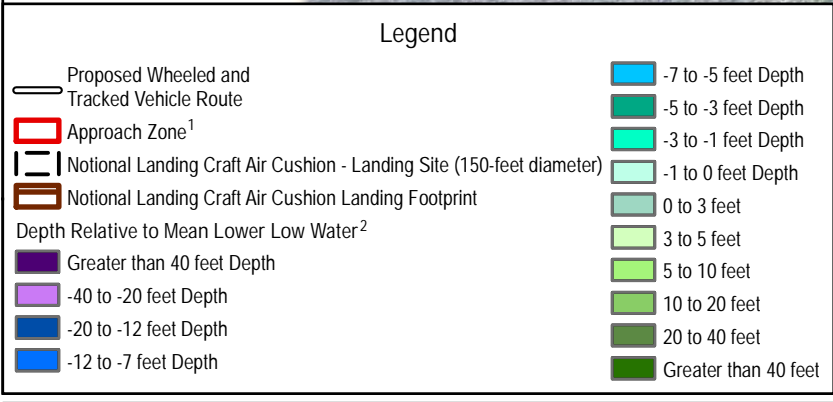 Legend
Proposed Wheeled and
Tracked Vehicle Route
Approach Zone1
Notional Landing Craft Air Cushion - Landing Site (150-feet diameter)
Notional Landing Craft Air Cushion Landing Footprint
Depth Relative to Mean Lower Low Water2
Greater than 40 feet Depth
-40 to -20 feet Depth
-20 to -12 feet Depth
-12 to -7 feet Depth
-7 to -5 feet Depth
-5 to -3 feet Depth
-3 to -1 feet Depth
-1 to 0 feet Depth
0 to 3 feet
3 to 5 feet
5 to 10 feet
10 to 20 feet
20 to 40 feet
Greater than 40 feet